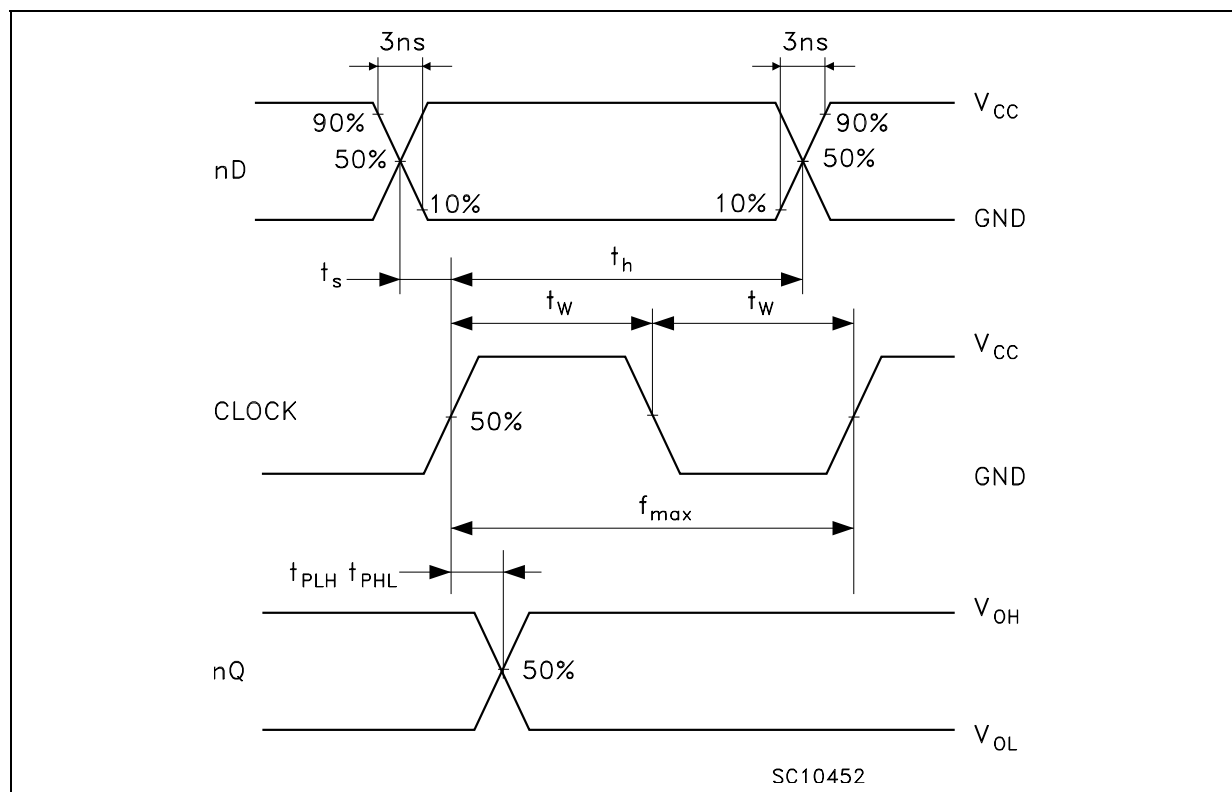 3ns 3ns
V_CC
90% 90%
nD 50% 50%
10% 10%
GND
t_s t_h
t_W t_W
V_CC
CLOCK 50%
GND
f_max
t_PLH t_PHL
V_OH
nQ 50%
V_OL
SC10452